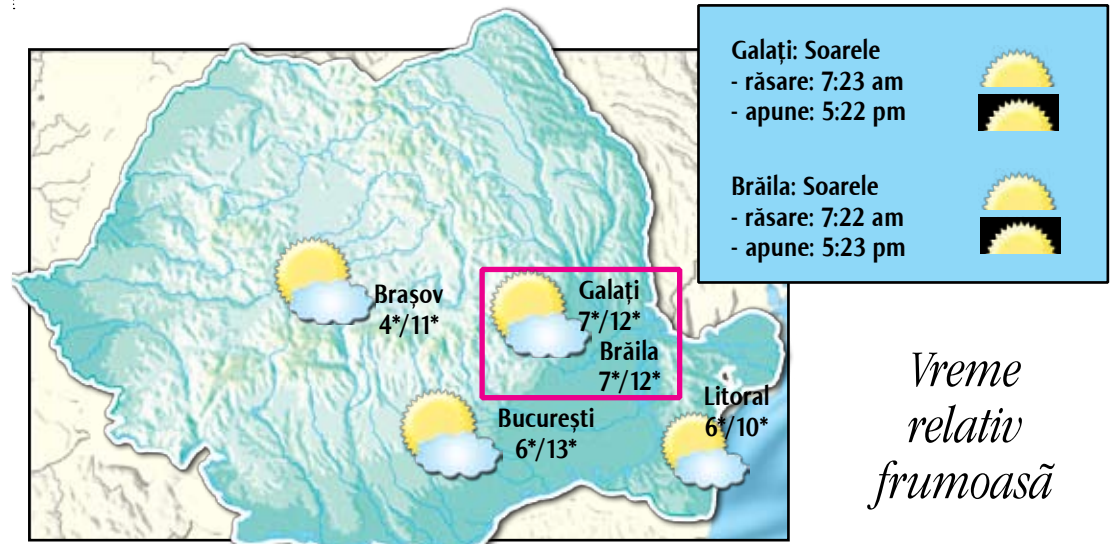 Galați: Soarele
- răsare: 7:23 am
- apune: 5:22 pm
Brăila: Soarele
- răsare: 7:22 am
- apune: 5:23 pm
Brașov
4*/11*
Galați
7*/12*
Brăila
7*/12*
București
6*/13*
Litoral
6*/10*
Vreme
relativ
frumoasã